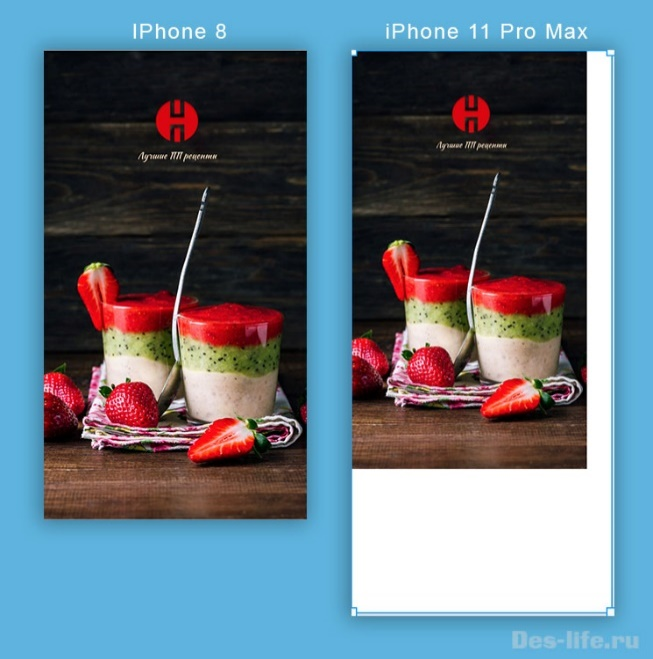 IPhone 8
iPhone 11 Pro Max
Лучшие ПП рецепты
Лучшие ПП рецепты
Des-life.ru